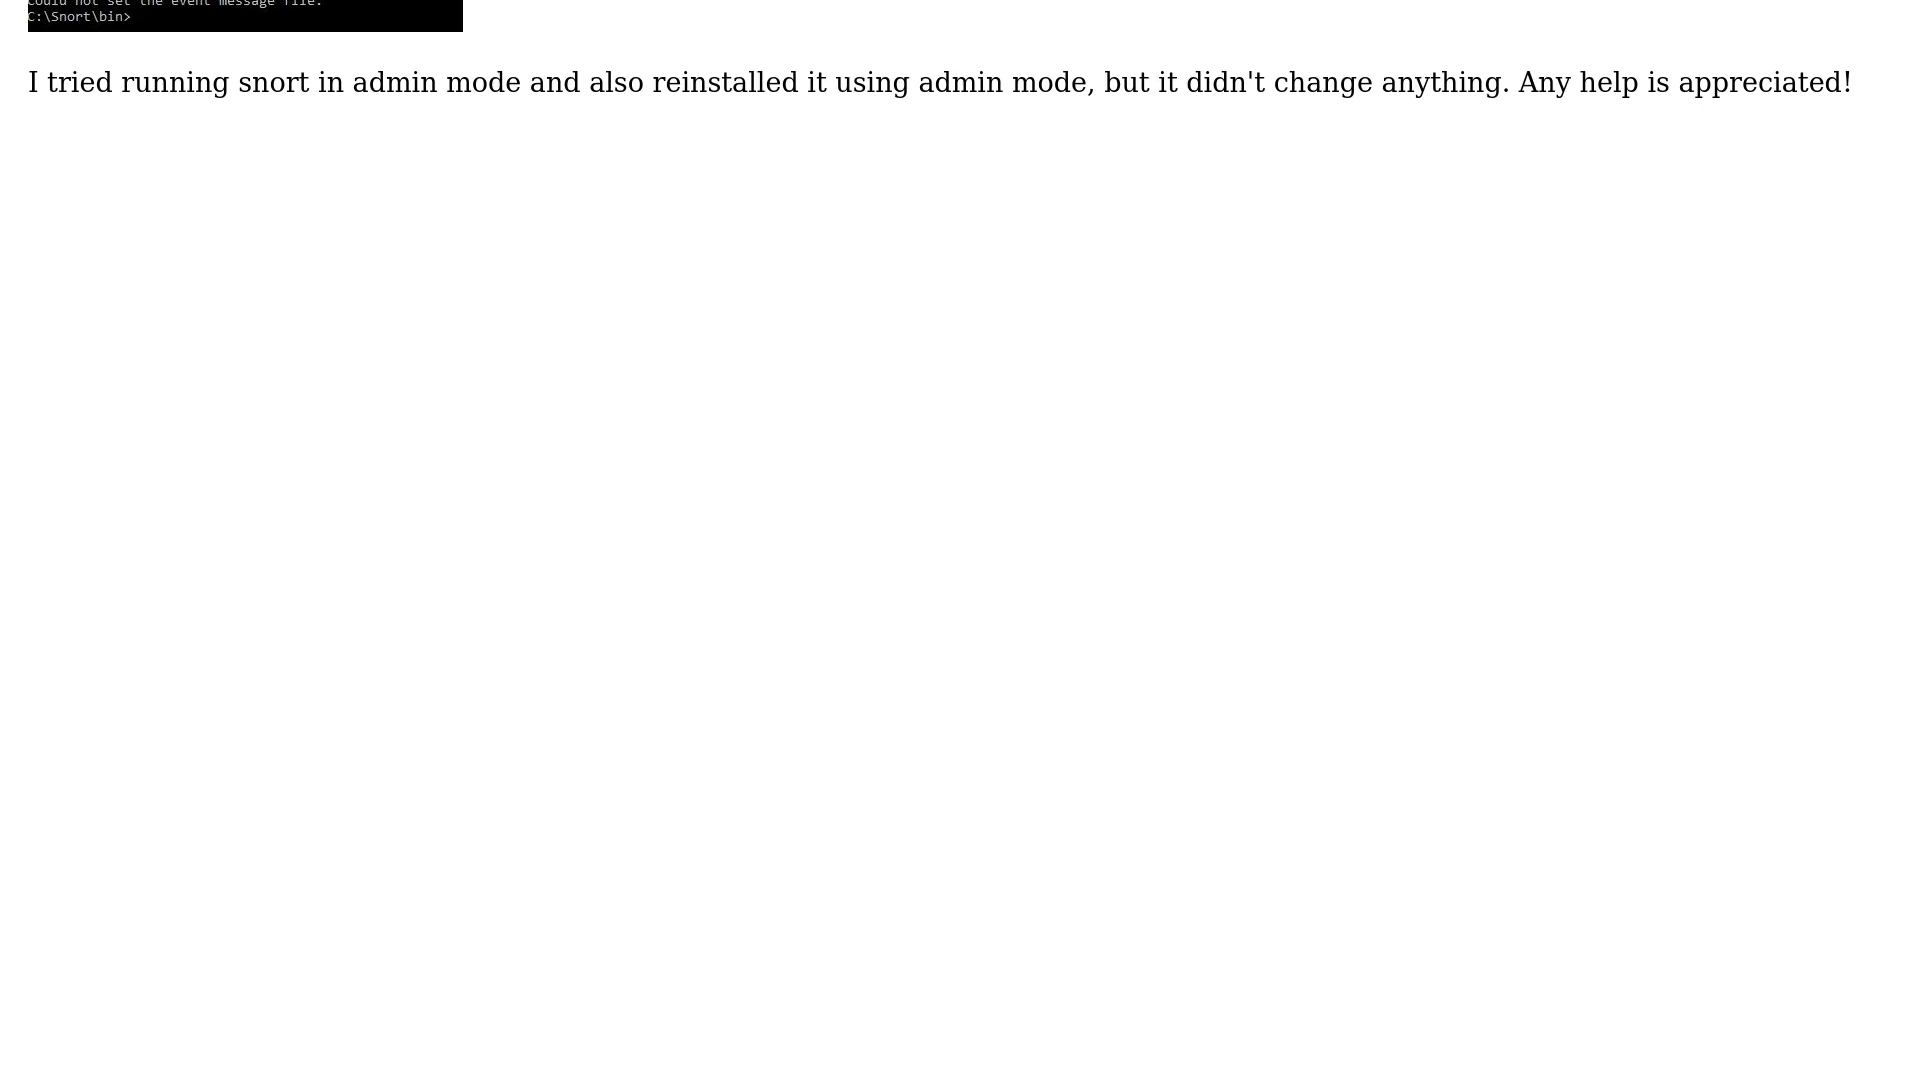 Could not set the event message file.
C:\Snort\bin>
I tried running snort in admin mode and also reinstalled it using admin mode, but it didn't change anything. Any help is appreciated!